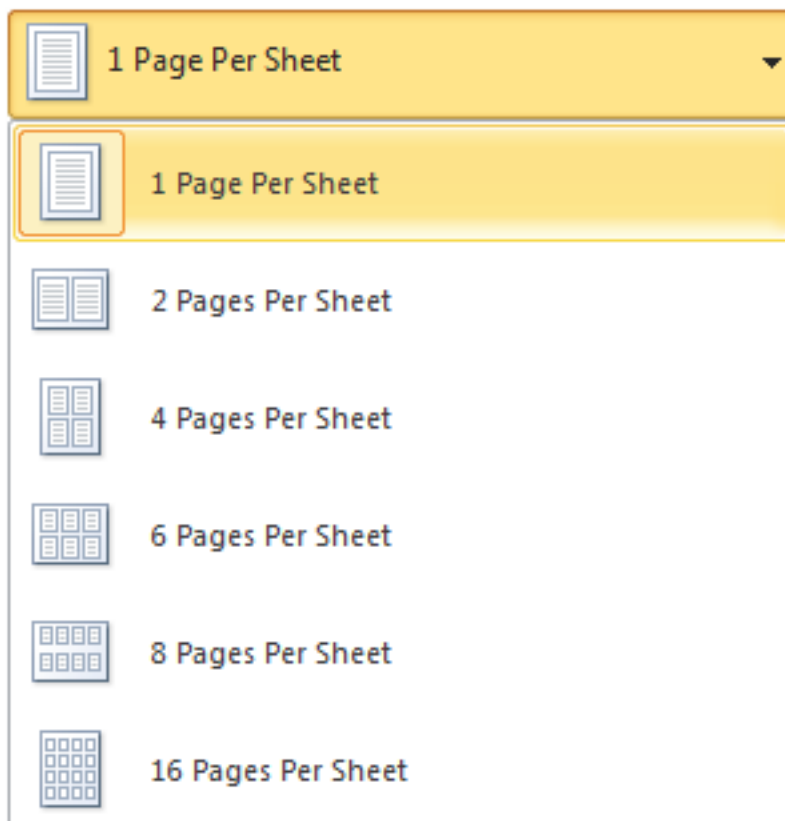 1 Page Per Sheet
1 Page Per Sheet
2 Pages Per Sheet
4 Pages Per Sheet
6 Pages Per Sheet
8 Pages Per Sheet
16 Pages Per Sheet